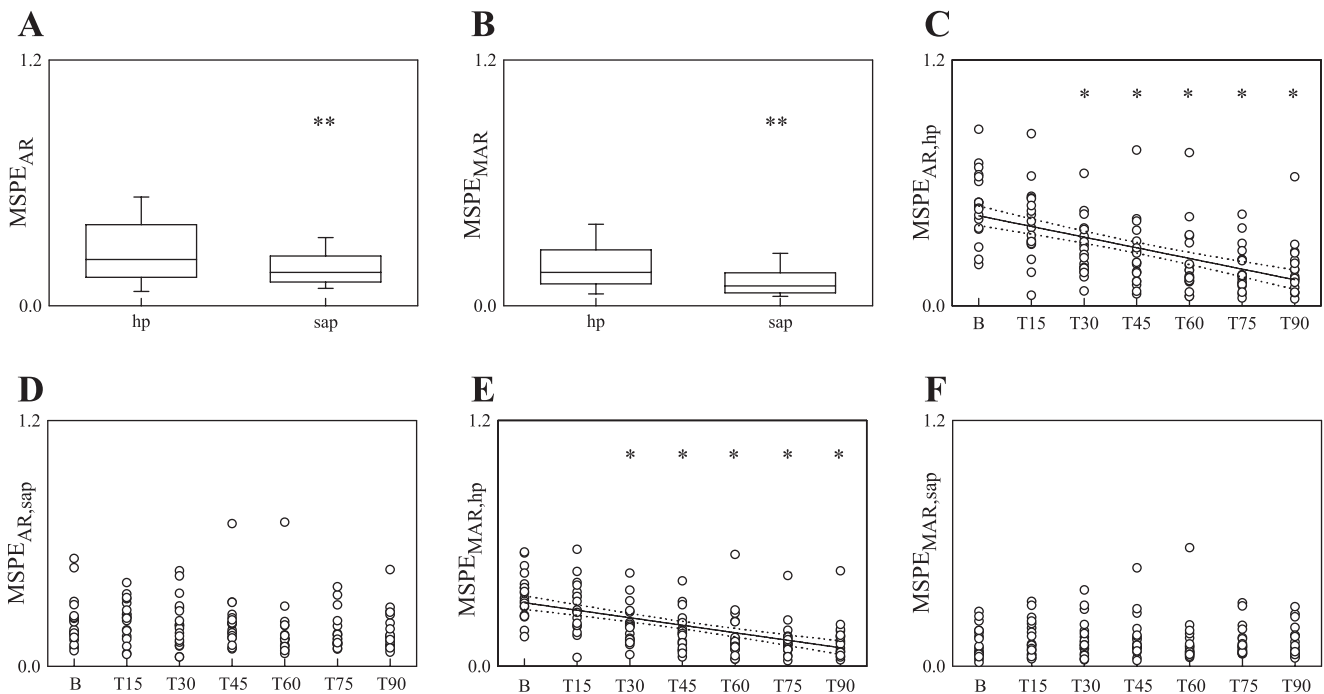 A
1.2
MSPE_AR
**
0.0
hp sap
B
1.2
MSPE_MAR
**
0.0
hp sap
C
1.2
MSPE_AR,hp
* * * * *
0.0
B T15 T30 T45 T60 T75 T90
D
1.2
MSPE_AR,sap
0.0
B T15 T30 T45 T60 T75 T90
E
1.2
MSPE_MAR,hp
* * * * *
0.0
B T15 T30 T45 T60 T75 T90
F
1.2
MSPE_MAR,sap
0.0
B T15 T30 T45 T60 T75 T90